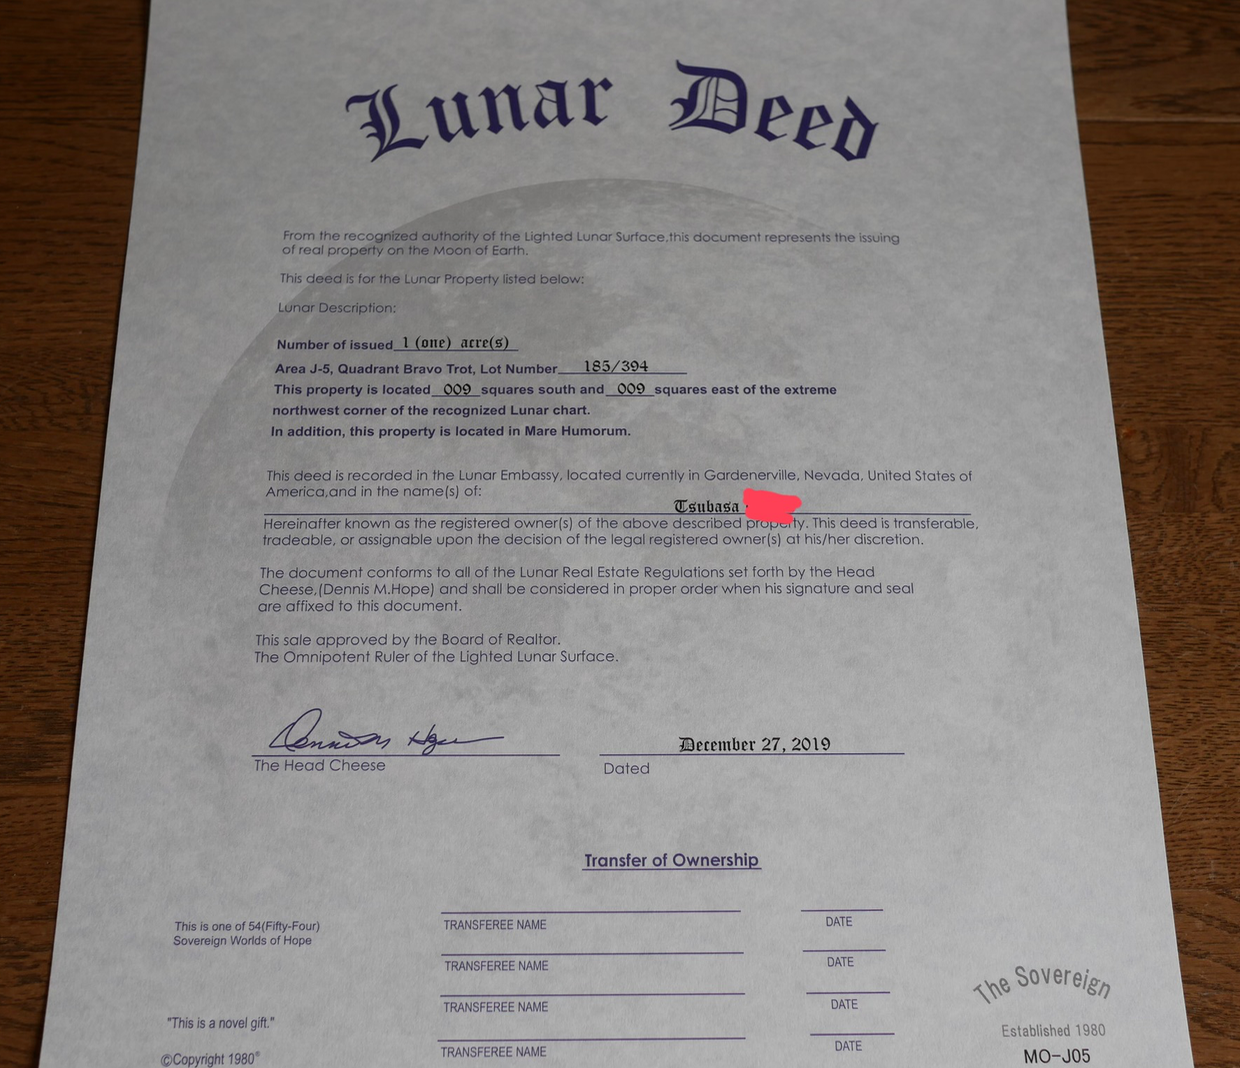 Lunar Deed
From the recognized authority of the Lighted Lunar Surface,this document represents the issuing
of real property on the Moon of Earth.
This deed is for the Lunar Property listed below:
Lunar Description:
Number of issued 1 (one) acre(s)
Area J-5, Quadrant Bravo Trot, Lot Number 185/394
This property is located 009 squares south and 009 squares east of the extreme
northwest corner of the recognized Lunar chart.
In addition, this property is located in Mare Humorum.
This deed is recorded in the Lunar Embassy, located currently in Gardenerville, Nevada, United States of
America,and in the name(s) of:
Tsubasa
Hereinafter known as the registered owner(s) of the above described property. This deed is transferable,
tradeable, or assignable upon the decision of the legal registered owner(s) at his/her discretion.
The document conforms to all of the Lunar Real Estate Regulations set forth by the Head
Cheese,(Dennis M.Hope) and shall be considered in proper order when his signature and seal
are affixed to this document.
This sale approved by the Board of Realtor.
The Omnipotent Ruler of the Lighted Lunar Surface.
Dennis M Hope
December 27, 2019
The Head Cheese
Dated
Transfer of Ownership
This is one of 54(Fifty-Four)
Sovereign Worlds of Hope
TRANSFEREE NAME DATE
TRANSFEREE NAME DATE
TRANSFEREE NAME DATE
TRANSFEREE NAME DATE
"This is a novel gift."
©Copyright 1980®
The Sovereign
Established 1980
MO-J05